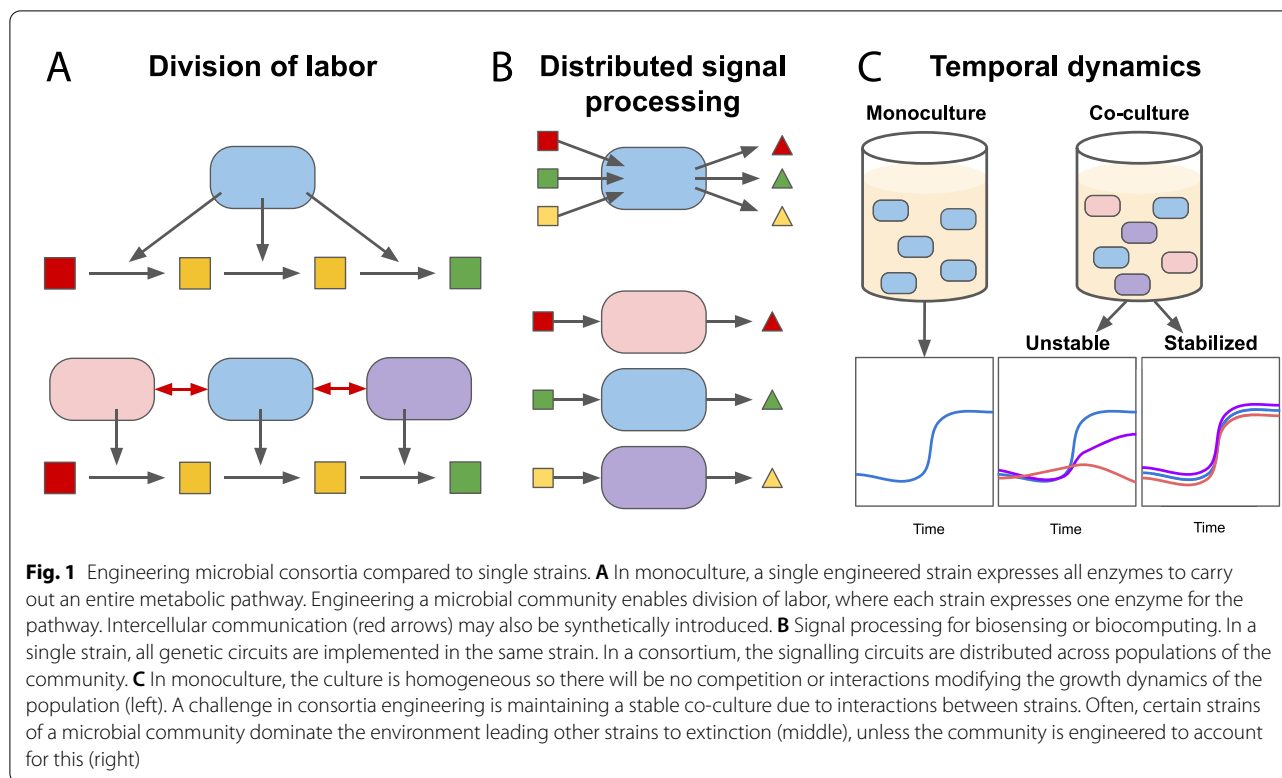 A Division of labor
B Distributed signal
processing
C Temporal dynamics
Monoculture
Co-culture
Unstable
Stabilized
Time
Time
Time
Fig. 1 Engineering microbial consortia compared to single strains. A In monoculture, a single engineered strain expresses all enzymes to carry
out an entire metabolic pathway. Engineering a microbial community enables division of labor, where each strain expresses one enzyme for the
pathway. Intercellular communication (red arrows) may also be synthetically introduced. B Signal processing for biosensing or biocomputing. In a
single strain, all genetic circuits are implemented in the same strain. In a consortium, the signalling circuits are distributed across populations of the
community. C In monoculture, the culture is homogeneous so there will be no competition or interactions modifying the growth dynamics of the
population (left). A challenge in consortia engineering is maintaining a stable co-culture due to interactions between strains. Often, certain strains
of a microbial community dominate the environment leading other strains to extinction (middle), unless the community is engineered to account
for this (right)